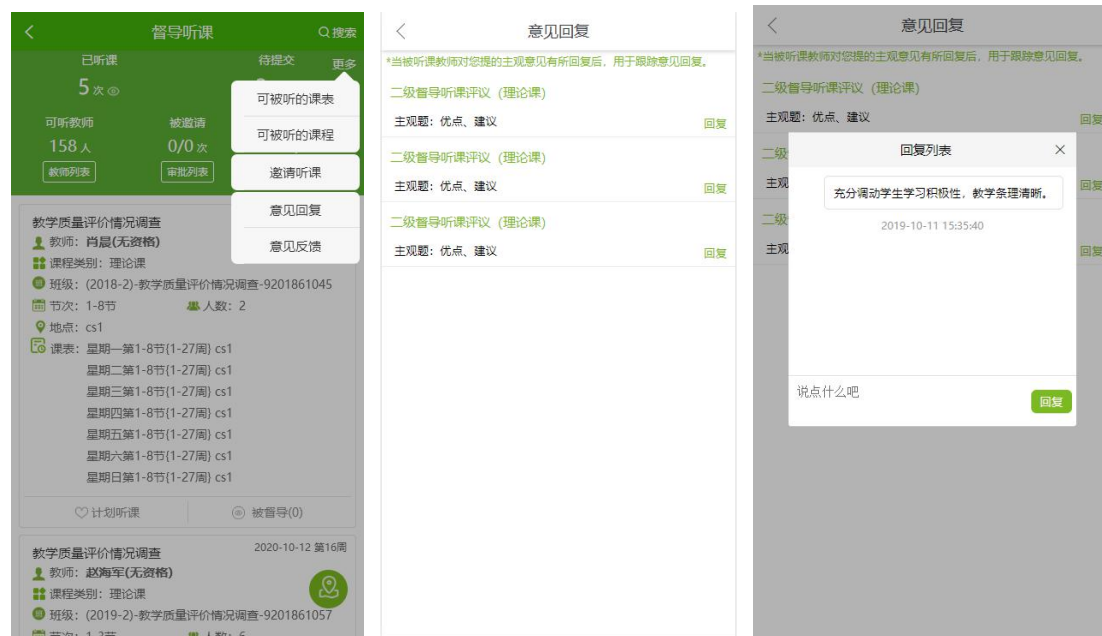 督导听课
搜索
已听课
待提交
更多
5次
可听教师
被邀请
158人
0/0次
教师列表
审批列表
可被听的课表
可被听的课程
邀请听课
意见回复
意见反馈
教学质量评价情况调查
教师：肖晨(无资格)
课程类别：理论课
班级：(2018-2)-教学质量评价情况调查-9201861045
节次：1-8节 人数：2
地点：cs1
课表：星期一第1-8节{1-27周} cs1
星期二第1-8节{1-27周} cs1
星期三第1-8节{1-27周} cs1
星期四第1-8节{1-27周} cs1
星期五第1-8节{1-27周} cs1
星期六第1-8节{1-27周} cs1
星期日第1-8节{1-27周} cs1
计划听课 被督导(0)
教学质量评价情况调查 2020-10-12 第16周
教师：赵海军(无资格)
课程类别：理论课
班级：(2019-2)-教学质量评价情况调查-9201861057
意见回复
*当被听课教师对您提的主观意见有所回复后，用于跟踪意见回复。
二级督导听课评议（理论课）
主观题：优点、建议 回复
二级督导听课评议（理论课）
主观题：优点、建议 回复
二级督导听课评议（理论课）
主观题：优点、建议 回复
意见回复
*当被听课教师对您提的主观意见有所回复后，用于跟踪意见回复。
二级督导听课评议（理论课）
主观题：优点、建议 回复
二级
主观
回复
二级
主观
回复
回复列表
充分调动学生学习积极性，教学条理清晰。
2019-10-11 15:35:40
说点什么吧
回复